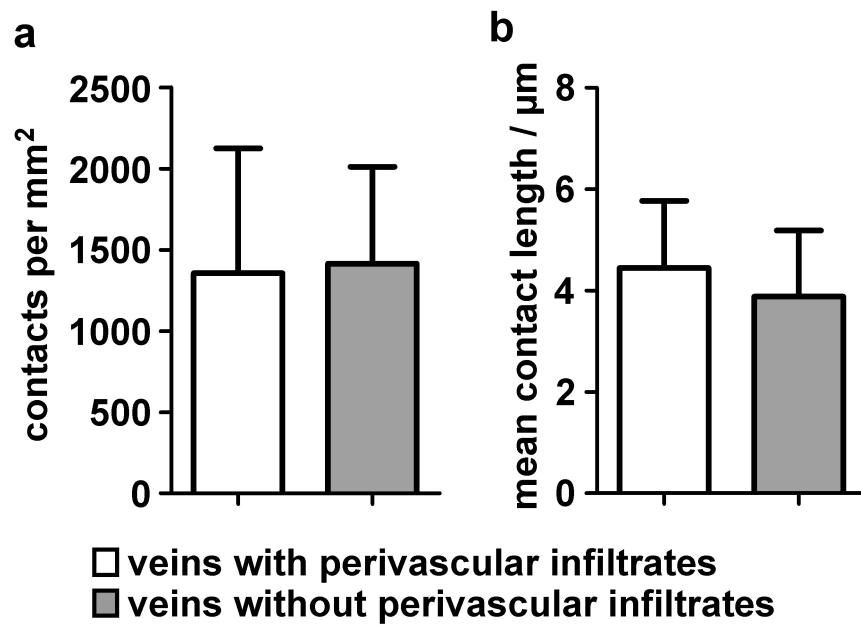 a
contacts per mm²
2500
2000
1500
1000
500
0
b
mean contact length / µm
8
6
4
2
0
veins with perivascular infiltrates
veins without perivascular infiltrates